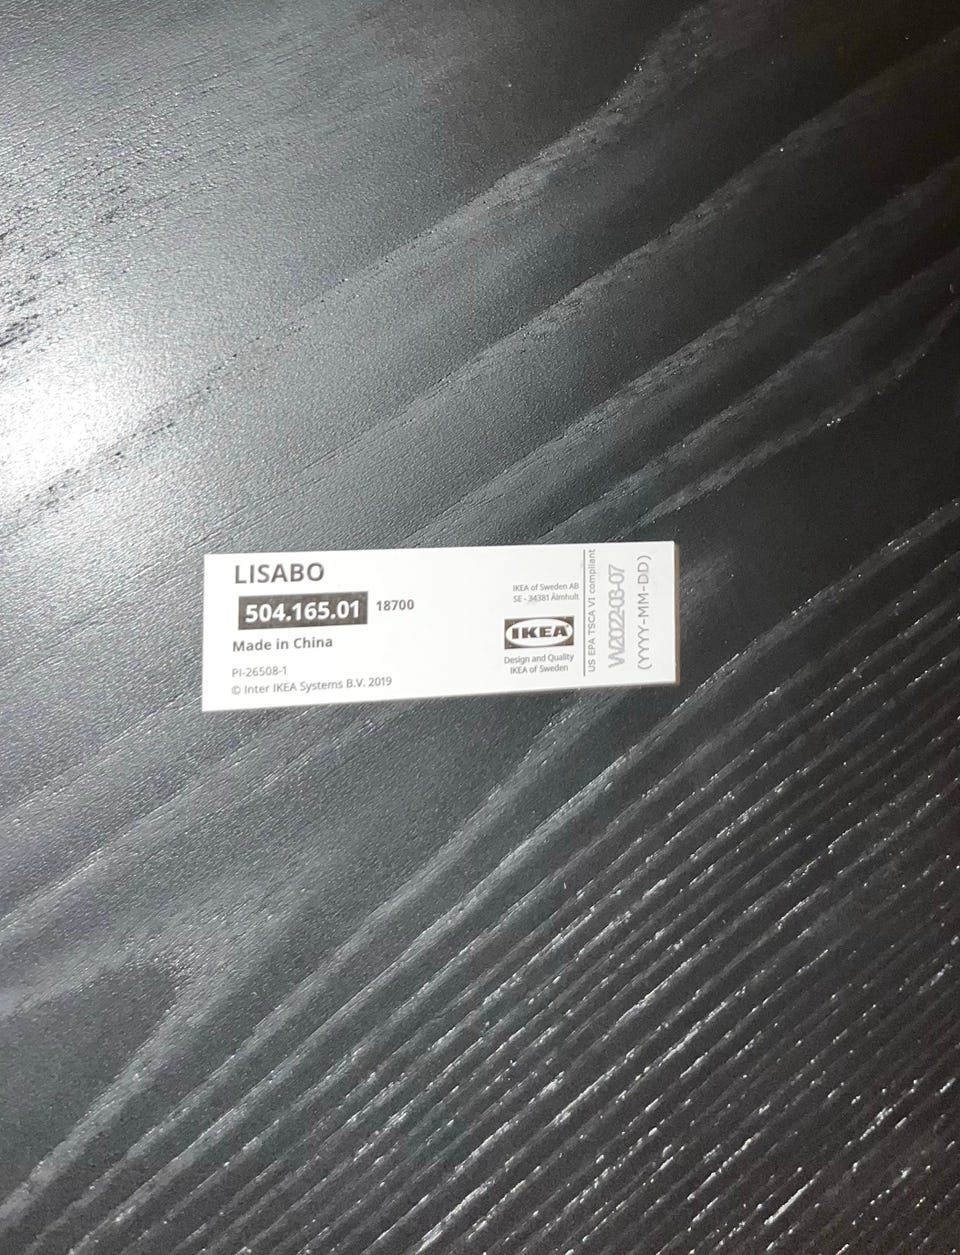 LISABO
504.165.01 18700
Made in China
PI-26508-1
© Inter IKEA Systems B.V. 2019
IKEA of Sweden AB
SE - 34381 Älmhult
IKEA
Design and Quality
IKEA of Sweden
US EPA TSCA VI compliant
W2022-03-07
(YYYY-MM-DD)